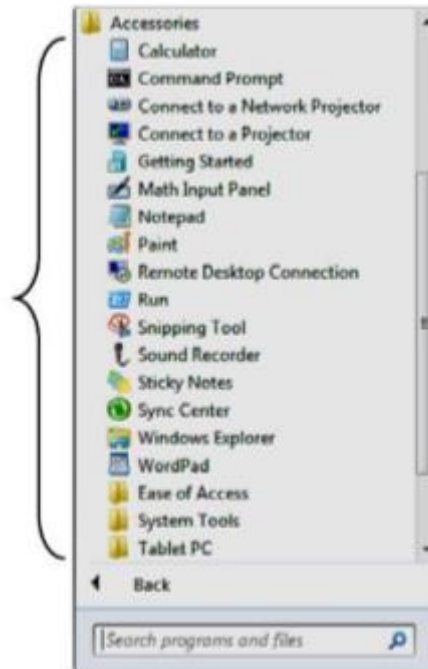 Accessories
Calculator
Command Prompt
Connect to a Network Projector
Connect to a Projector
Getting Started
Math Input Panel
Notepad
Paint
Remote Desktop Connection
Run
Snipping Tool
Sound Recorder
Sticky Notes
Sync Center
Windows Explorer
WordPad
Ease of Access
System Tools
Tablet PC
Back
Search programs and files